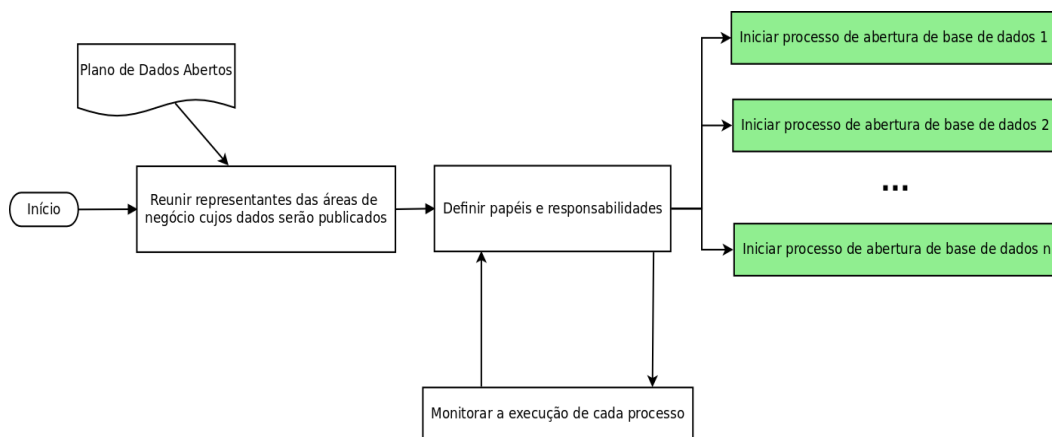 Iniciar processo de abertura de base de dados 1
Plano de Dados Abertos
Iniciar processo de abertura de base de dados 2
...
Início
Reunir representantes das áreas de
negócio cujos dados serão publicados
Definir papéis e responsabilidades
Iniciar processo de abertura de base de dados n
Monitorar a execução de cada processo